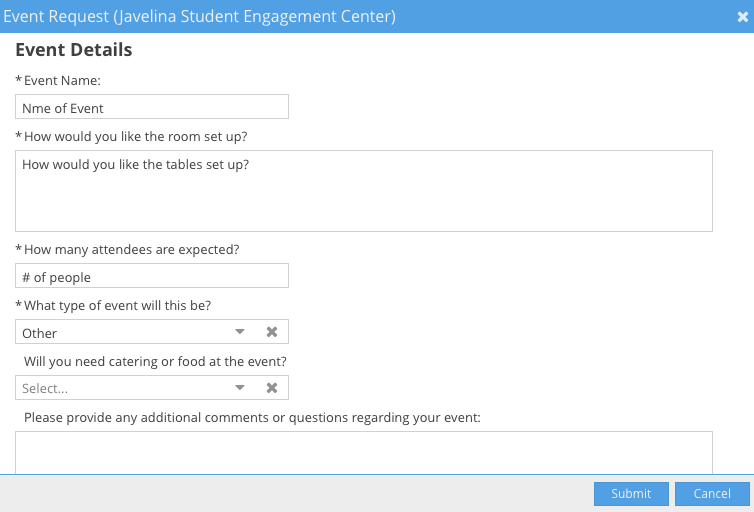 Event Request (Javelina Student Engagement Center)
Event Details
* Event Name:
Nme of Event
* How would you like the room set up?
How would you like the tables set up?
* How many attendees are expected?
# of people
* What type of event will this be?
Other
Will you need catering or food at the event?
Select...
Please provide any additional comments or questions regarding your event:
Submit Cancel